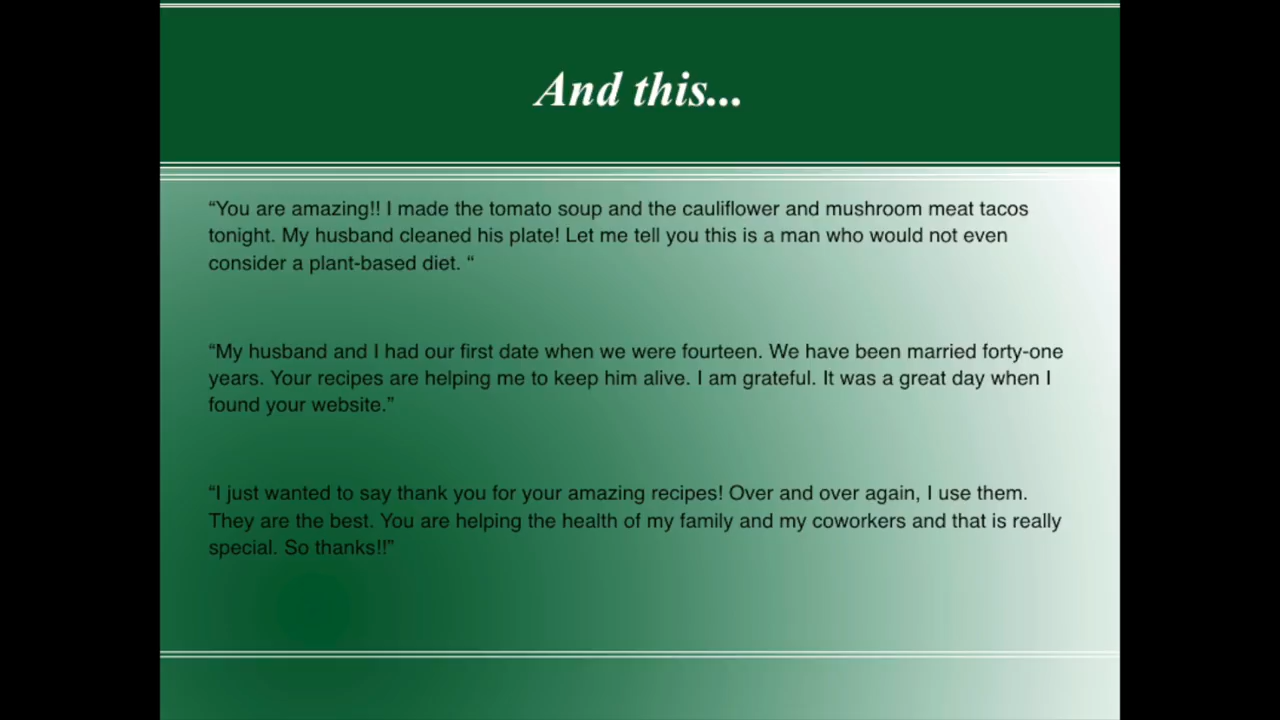 And this...
“You are amazing!! I made the tomato soup and the cauliflower and mushroom meat tacos
tonight. My husband cleaned his plate! Let me tell you this is a man who would not even
consider a plant-based diet. “
“My husband and I had our first date when we were fourteen. We have been married forty-one
years. Your recipes are helping me to keep him alive. I am grateful. It was a great day when I
found your website.”
“I just wanted to say thank you for your amazing recipes! Over and over again, I use them.
They are the best. You are helping the health of my family and my coworkers and that is really
special. So thanks!!”